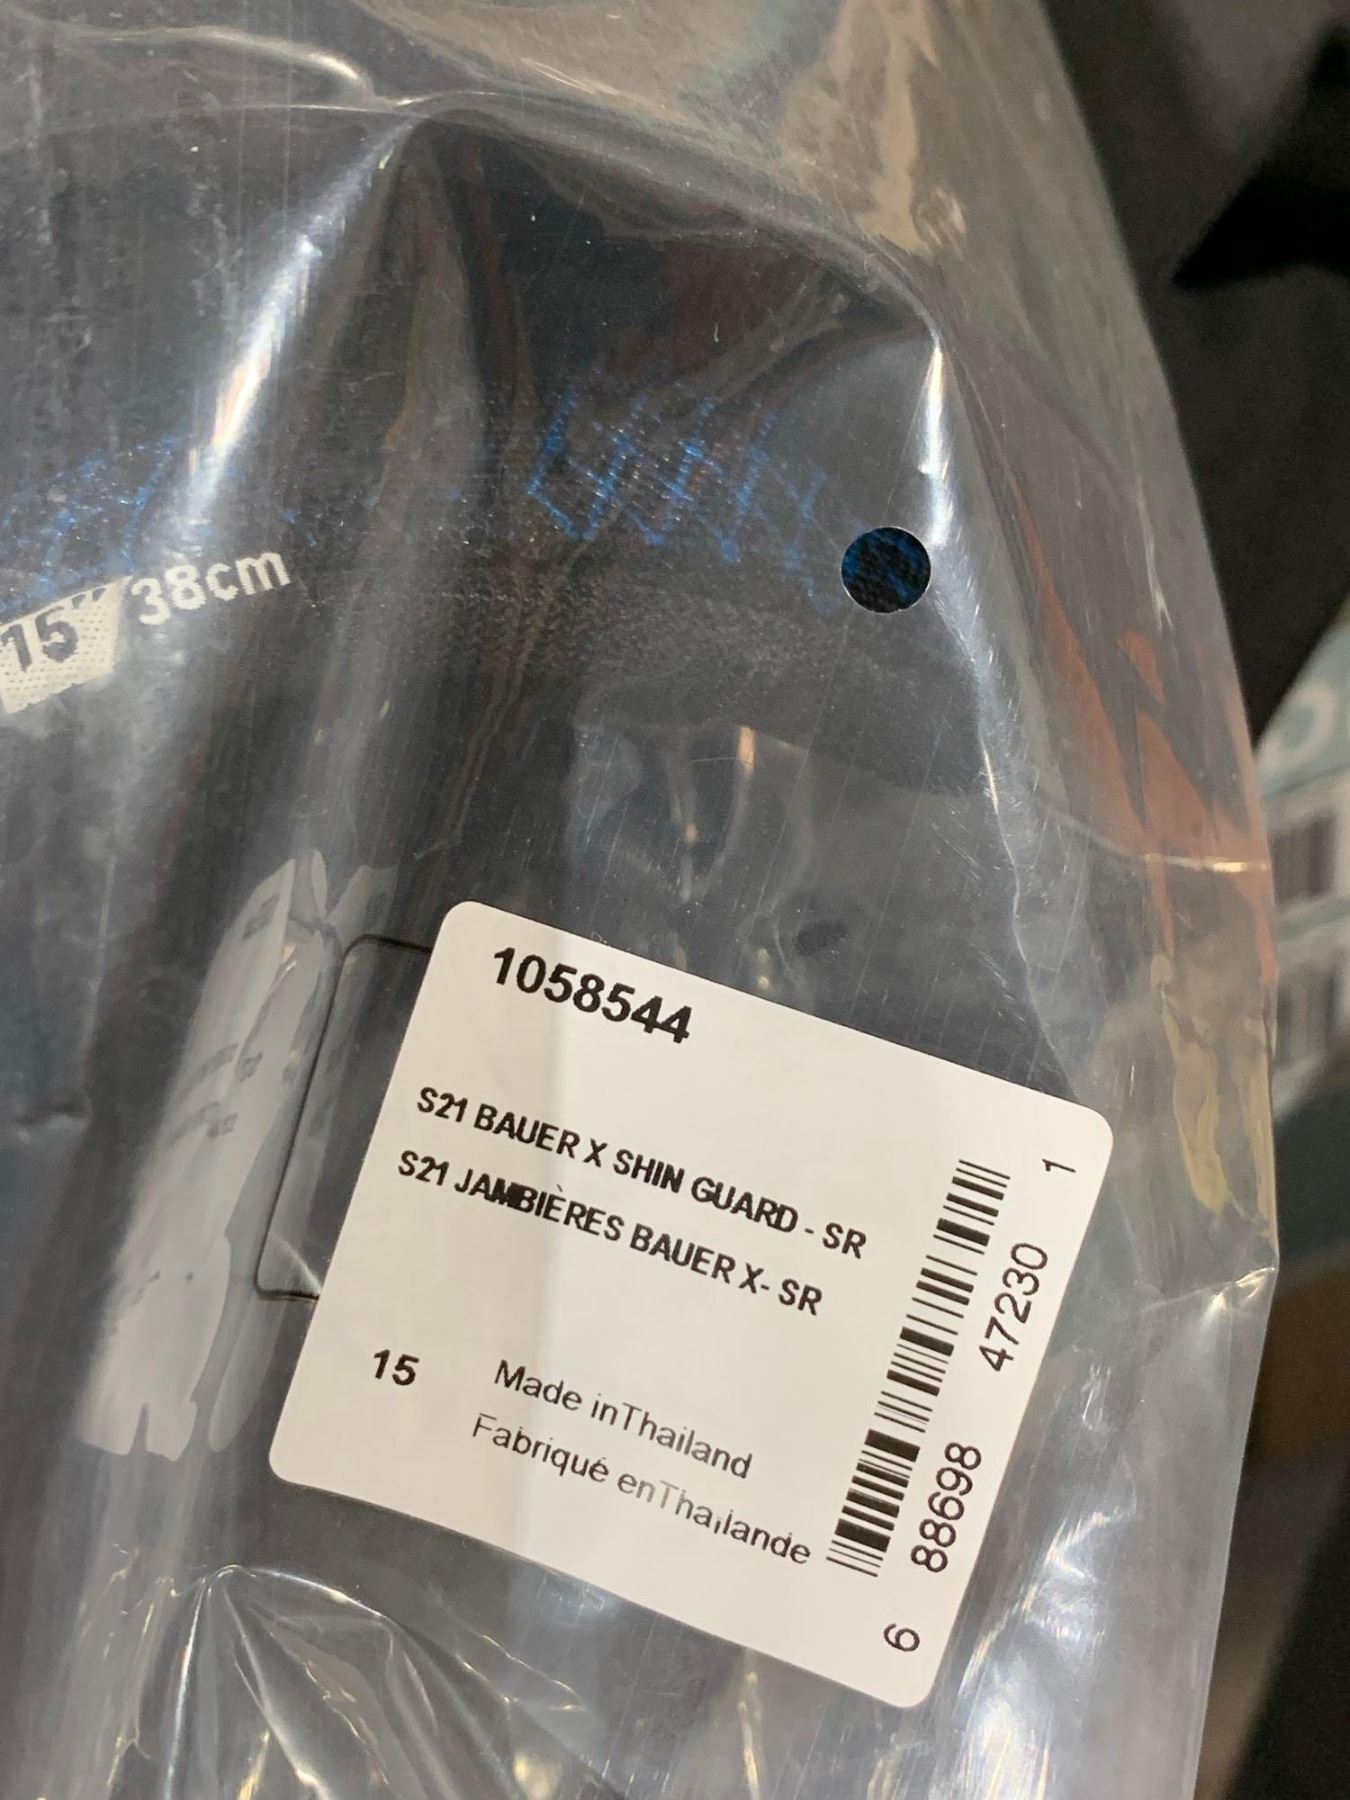 15" 38cm
1058544
S21 BAUER X SHIN GUARD - SR
S21 JAMBIÈRES BAUER X- SR
15
Made inThailand
Fabriqué enThaïlande
6 88698 47230 1